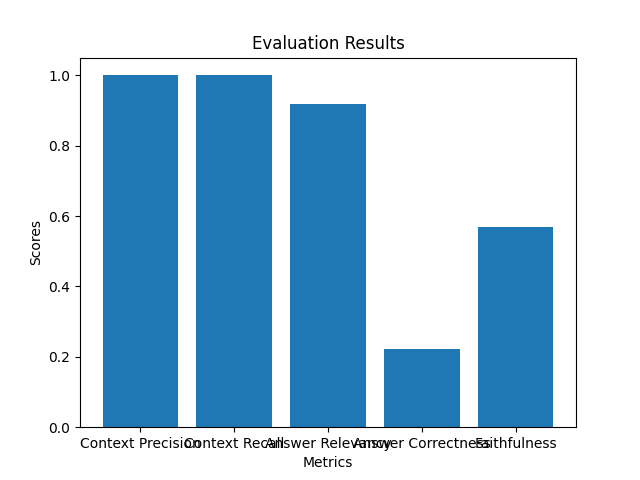 Evaluation Results
1.0
0.8
0.6
0.4
0.2
0.0
Scores
Context Precision
Context Recall
Answer Relevancy
Answer Correctness
Faithfulness
Metrics